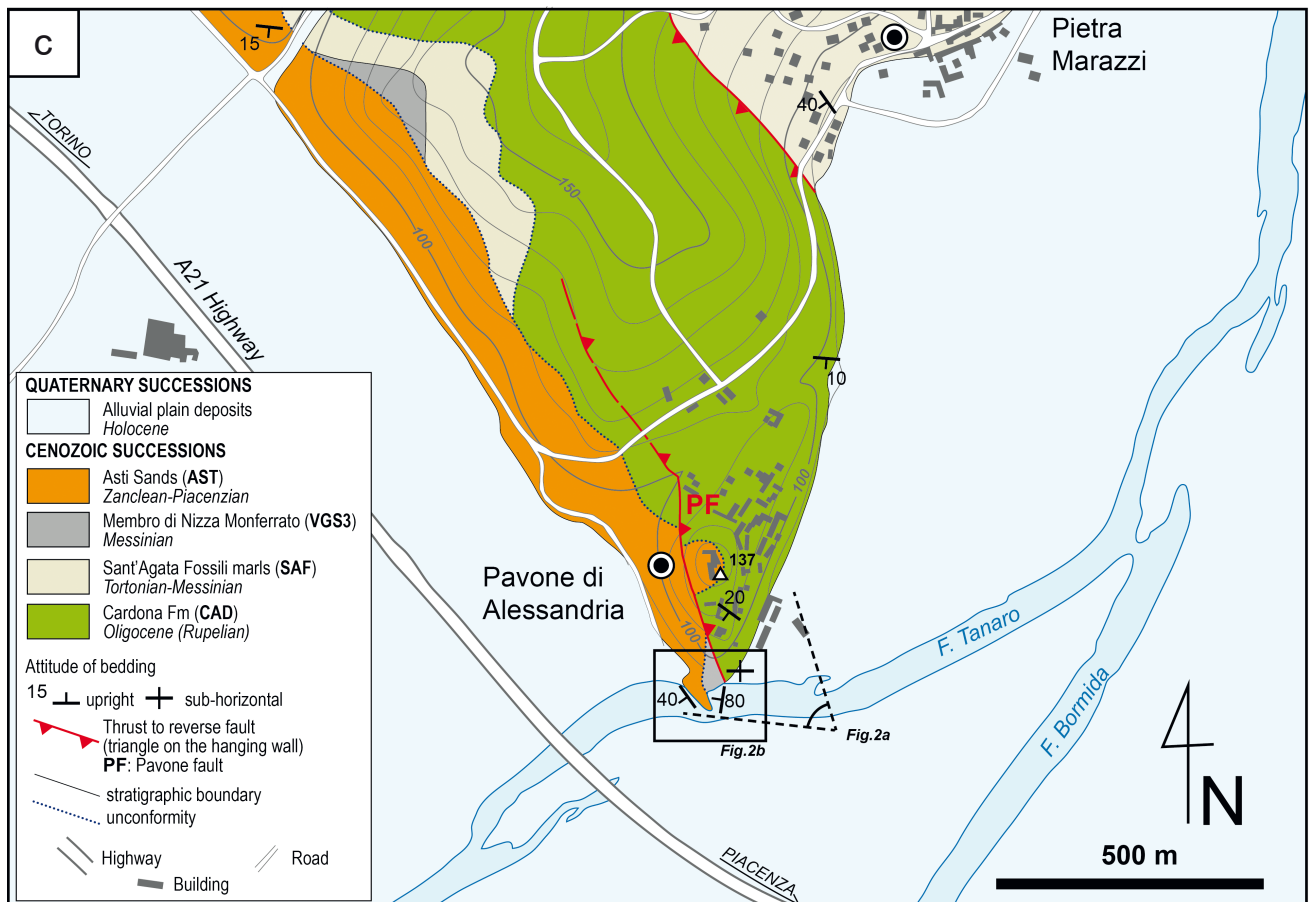 C
15
Pietra
Marazzi
40
TORINO
150
100
A21 Highway
10
100
PF
137
Pavone di
Alessandria
20
100
F. Tanaro
F. Bormida
40
80
Fig.2a
Fig.2b
PIACENZA
N
500 m
QUATERNARY SUCCESSIONS
Alluvial plain deposits
Holocene
CENOZOIC SUCCESSIONS
Asti Sands (AST)
Zanclean-Piacenzian
Membro di Nizza Monferrato (VGS3)
Messinian
Sant'Agata Fossili marls (SAF)
Tortonian-Messinian
Cardona Fm (CAD)
Oligocene (Rupelian)
Attitude of bedding
15 upright sub-horizontal
Thrust to reverse fault
(triangle on the hanging wall)
PF: Pavone fault
stratigraphic boundary
unconformity
Highway Road
Building